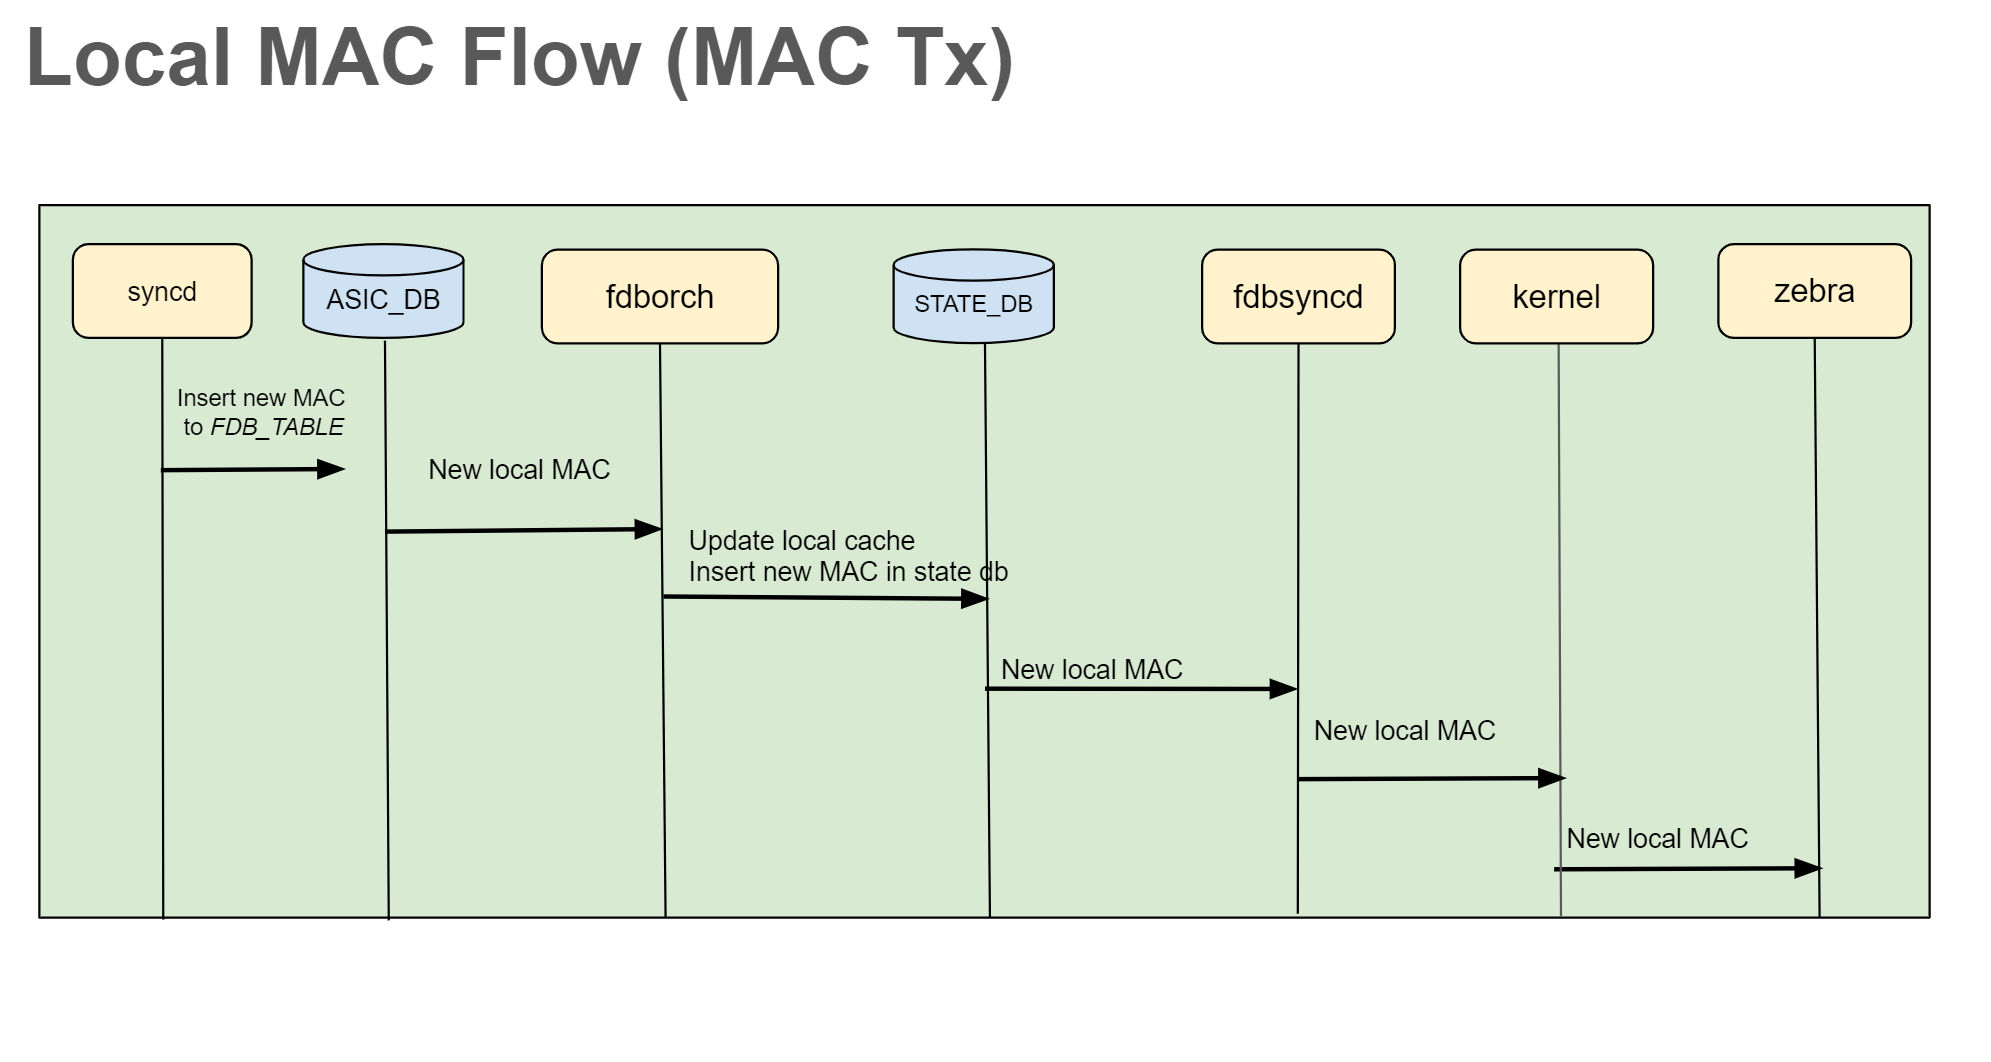 Local MAC Flow (MAC Tx)
syncd
ASIC_DB
fdborch
STATE_DB
fdbsyncd
kernel
zebra
Insert new MAC
to FDB_TABLE
New local MAC
Update local cache
Insert new MAC in state db
New local MAC
New local MAC
New local MAC